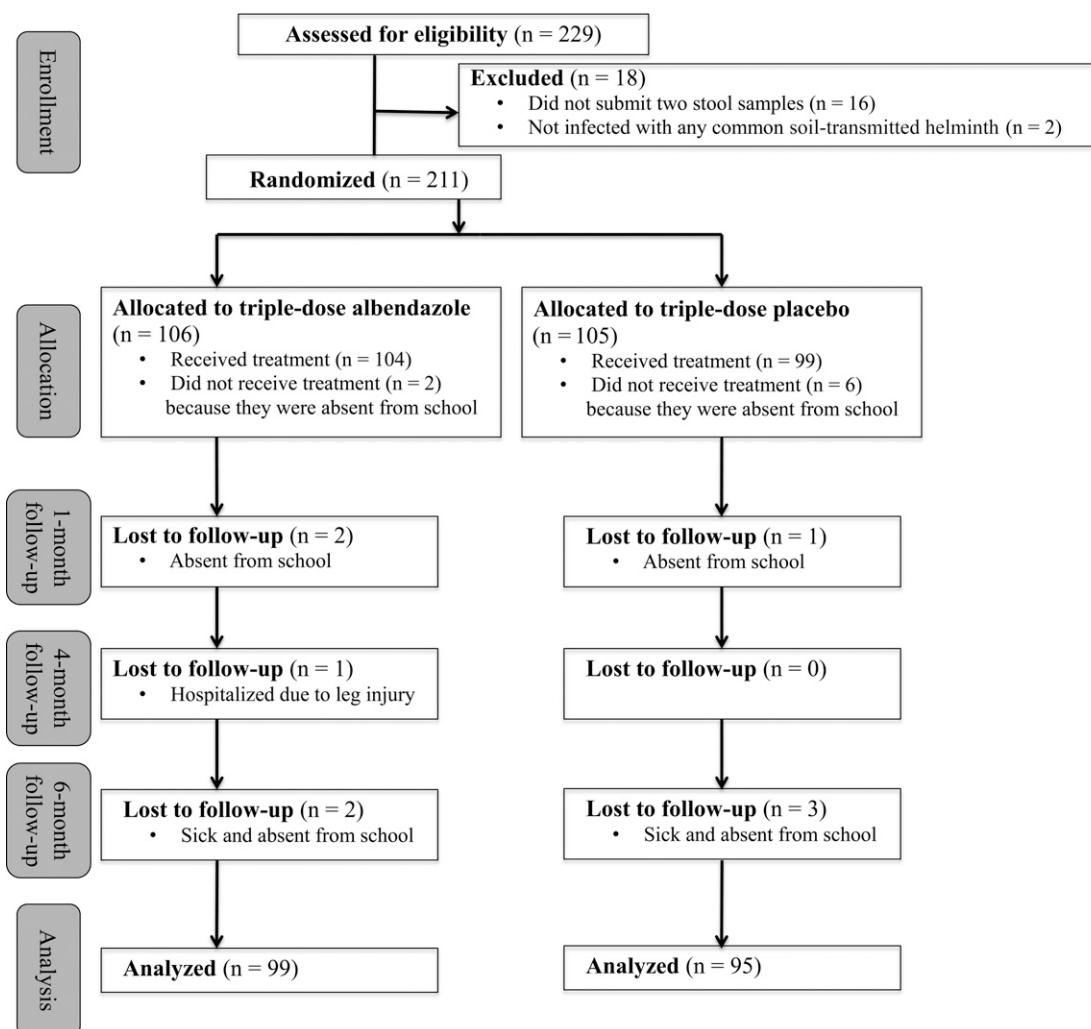 Enrollment
Assessed for eligibility (n = 229)
Excluded (n = 18)
• Did not submit two stool samples (n = 16)
• Not infected with any common soil-transmitted helminth (n = 2)
Randomized (n = 211)
Allocation
Allocated to triple-dose albendazole
(n = 106)
• Received treatment (n = 104)
• Did not receive treatment (n = 2)
because they were absent from school
Allocated to triple-dose placebo
(n = 105)
• Received treatment (n = 99)
• Did not receive treatment (n = 6)
because they were absent from school
1-month
follow-up
Lost to follow-up (n = 2)
• Absent from school
Lost to follow-up (n = 1)
• Absent from school
4-month
follow-up
Lost to follow-up (n = 1)
• Hospitalized due to leg injury
Lost to follow-up (n = 0)
6-month
follow-up
Lost to follow-up (n = 2)
• Sick and absent from school
Lost to follow-up (n = 3)
• Sick and absent from school
Analysis
Analyzed (n = 99)
Analyzed (n = 95)